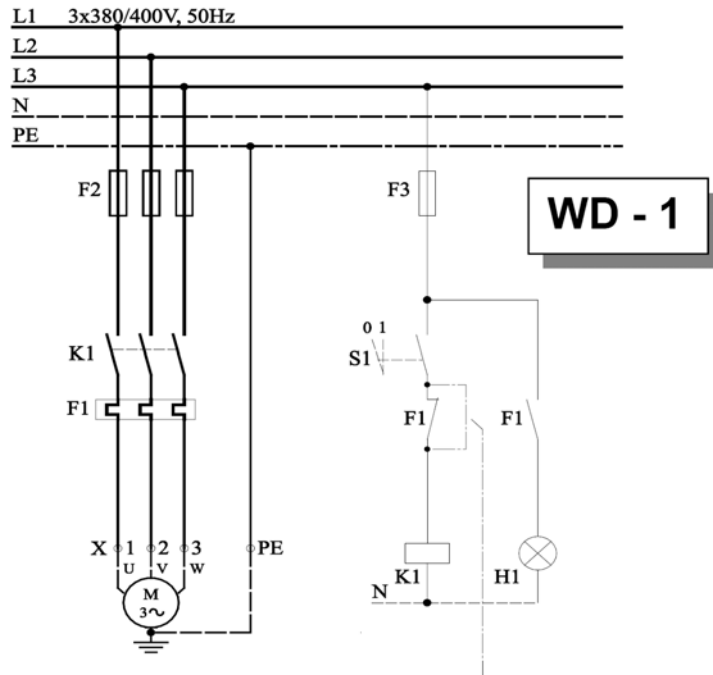 L1 3x380/400V, 50Hz
L2
L3
N
PE
F2
F3
WD - 1
0 1
K1
S1
F1
F1
F1
X 1 2 3 PE
U V W
K1
H1
M
3~
N